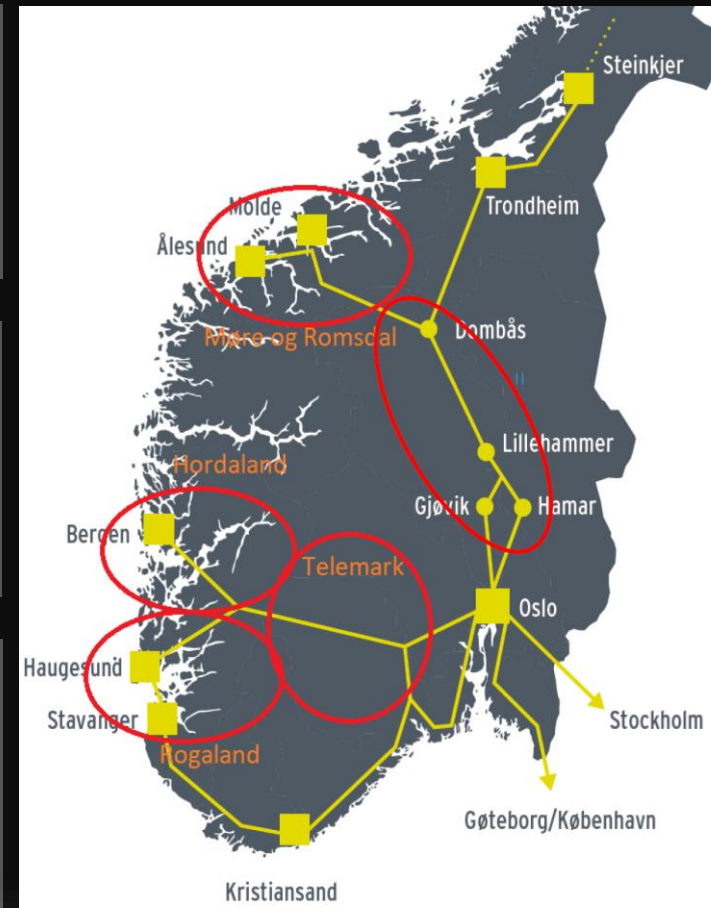 Steinkjer
Trondheim
Molde
Ålesund
Møre og Romsdal
Dombås
Lillehammer
Hordaland
Gjøvik
Hamar
Bergen
Telemark
Oslo
Haugesund
Stavanger
Stockholm
Rogaland
Gøteborg/København
Kristiansand